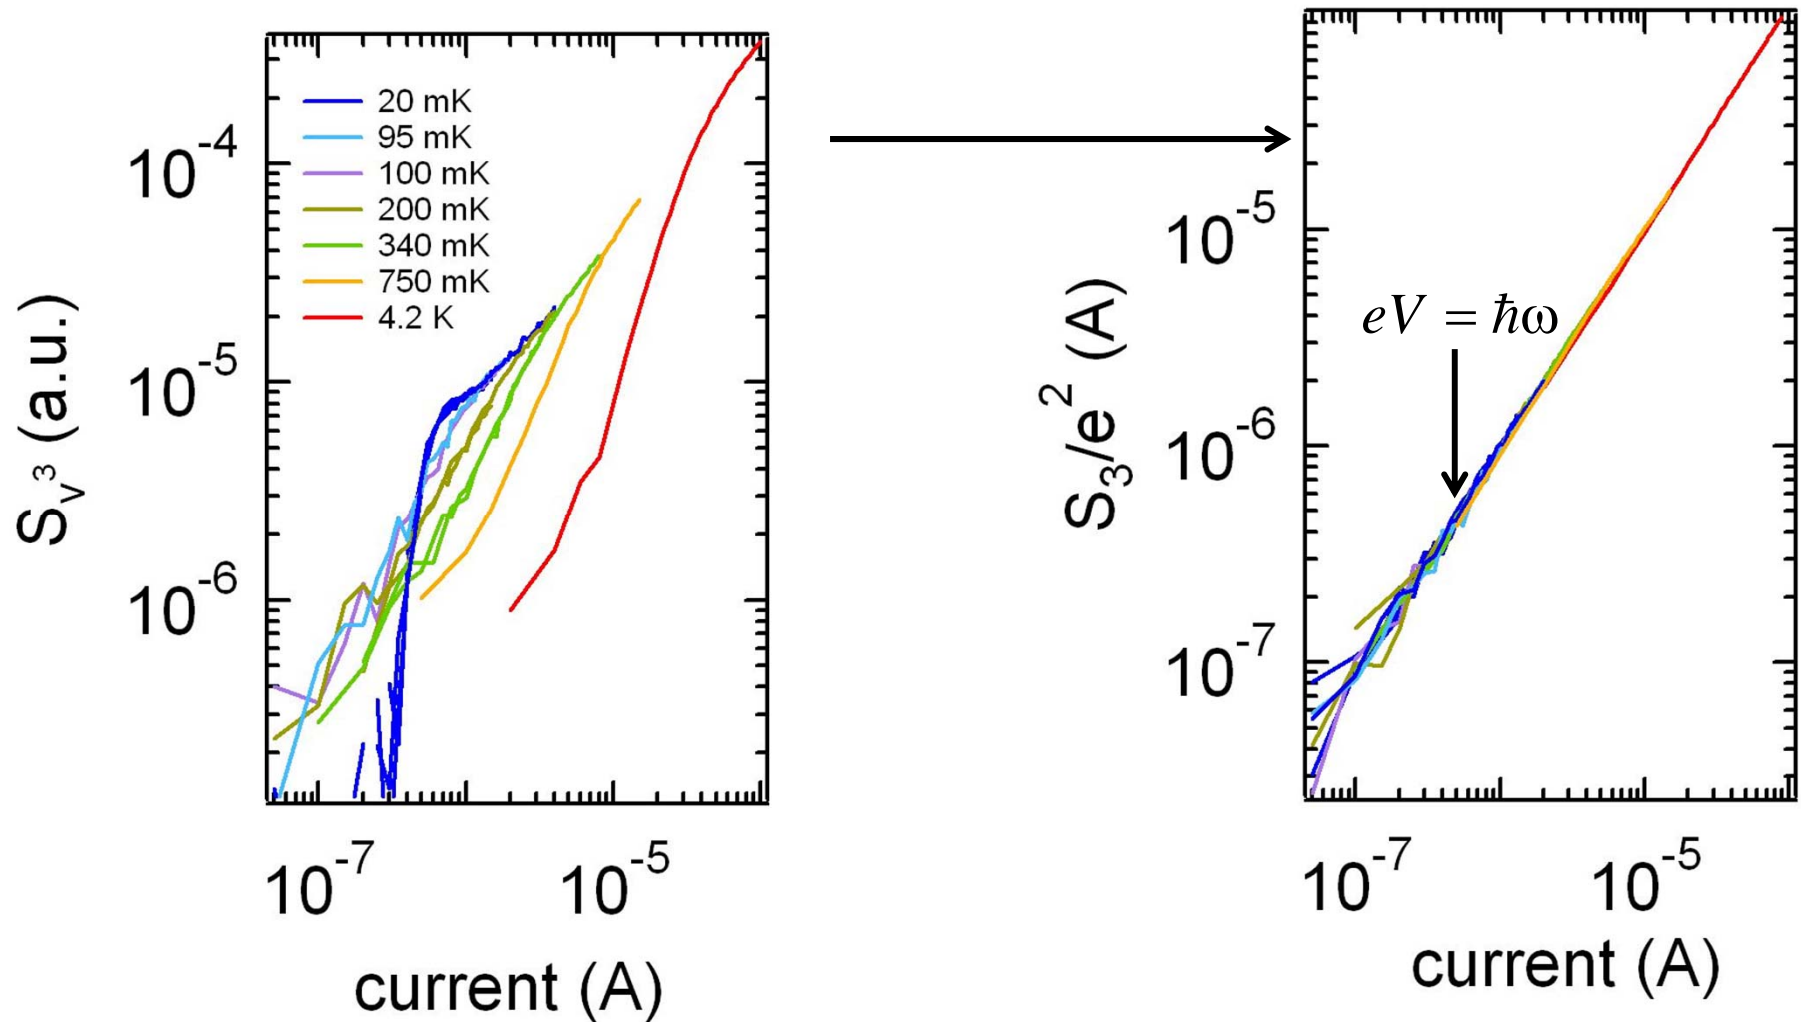 20 mK
95 mK
100 mK
200 mK
340 mK
750 mK
4.2 K
10⁻⁴
10⁻⁵
10⁻⁶
S_V³ (a.u.)
10⁻⁷ 10⁻⁵
current (A)
eV = ħω
10⁻⁵
10⁻⁶
10⁻⁷
S₃/e² (A)
10⁻⁷ 10⁻⁵
current (A)